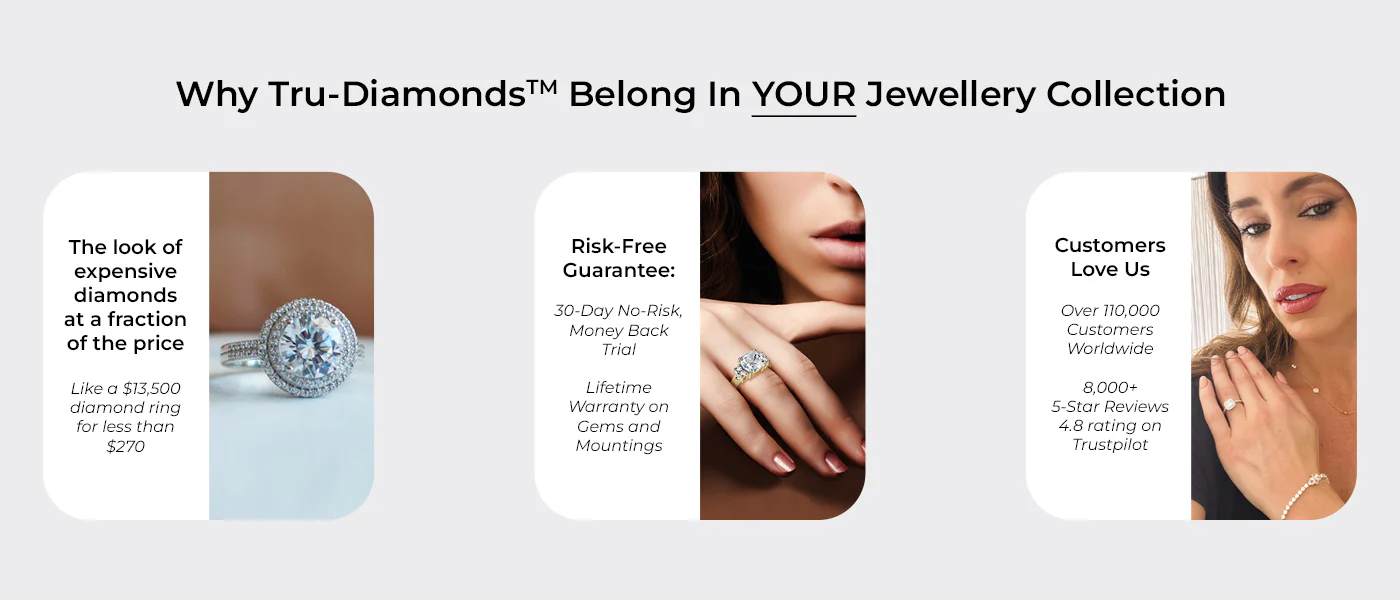 Why Tru-Diamonds™ Belong In YOUR Jewellery Collection
The look of
expensive
diamonds
at a fraction
of the price
Like a $13,500
diamond ring
for less than
$270
Risk-Free
Guarantee:
30-Day No-Risk,
Money Back
Trial
Lifetime
Warranty on
Gems and
Mountings
Customers
Love Us
Over 110,000
Customers
Worldwide
8,000+
5-Star Reviews
4.8 rating on
Trustpilot